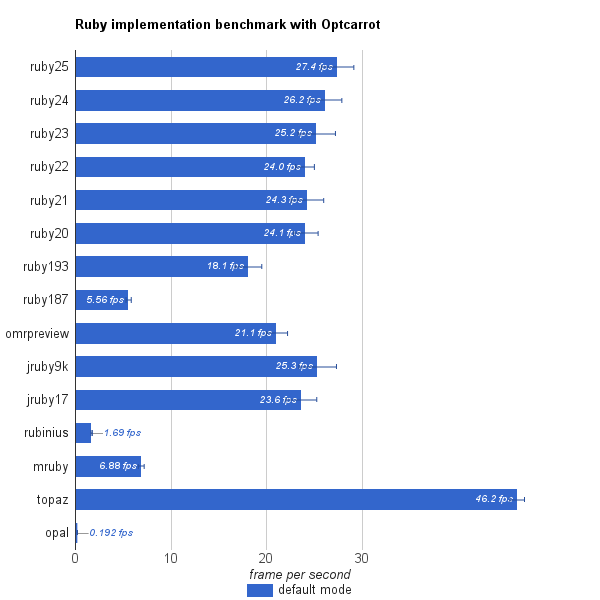 Ruby implementation benchmark with Optcarrot
ruby25 27.4 fps
ruby24 26.2 fps
ruby23 25.2 fps
ruby22 24.0 fps
ruby21 24.3 fps
ruby20 24.1 fps
ruby193 18.1 fps
ruby187 5.56 fps
omrpreview 21.1 fps
jruby9k 25.3 fps
jruby17 23.6 fps
rubinius 1.69 fps
mruby 6.88 fps
topaz 46.2 fps
opal 0.192 fps
0 10 20 30
frame per second
default mode